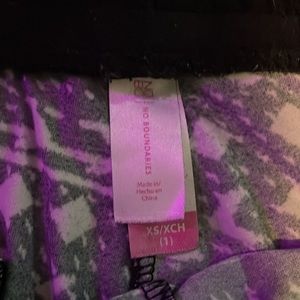 NO BOUNDARIES
Made in/
Hecho en
China
XS/XCH
(1)